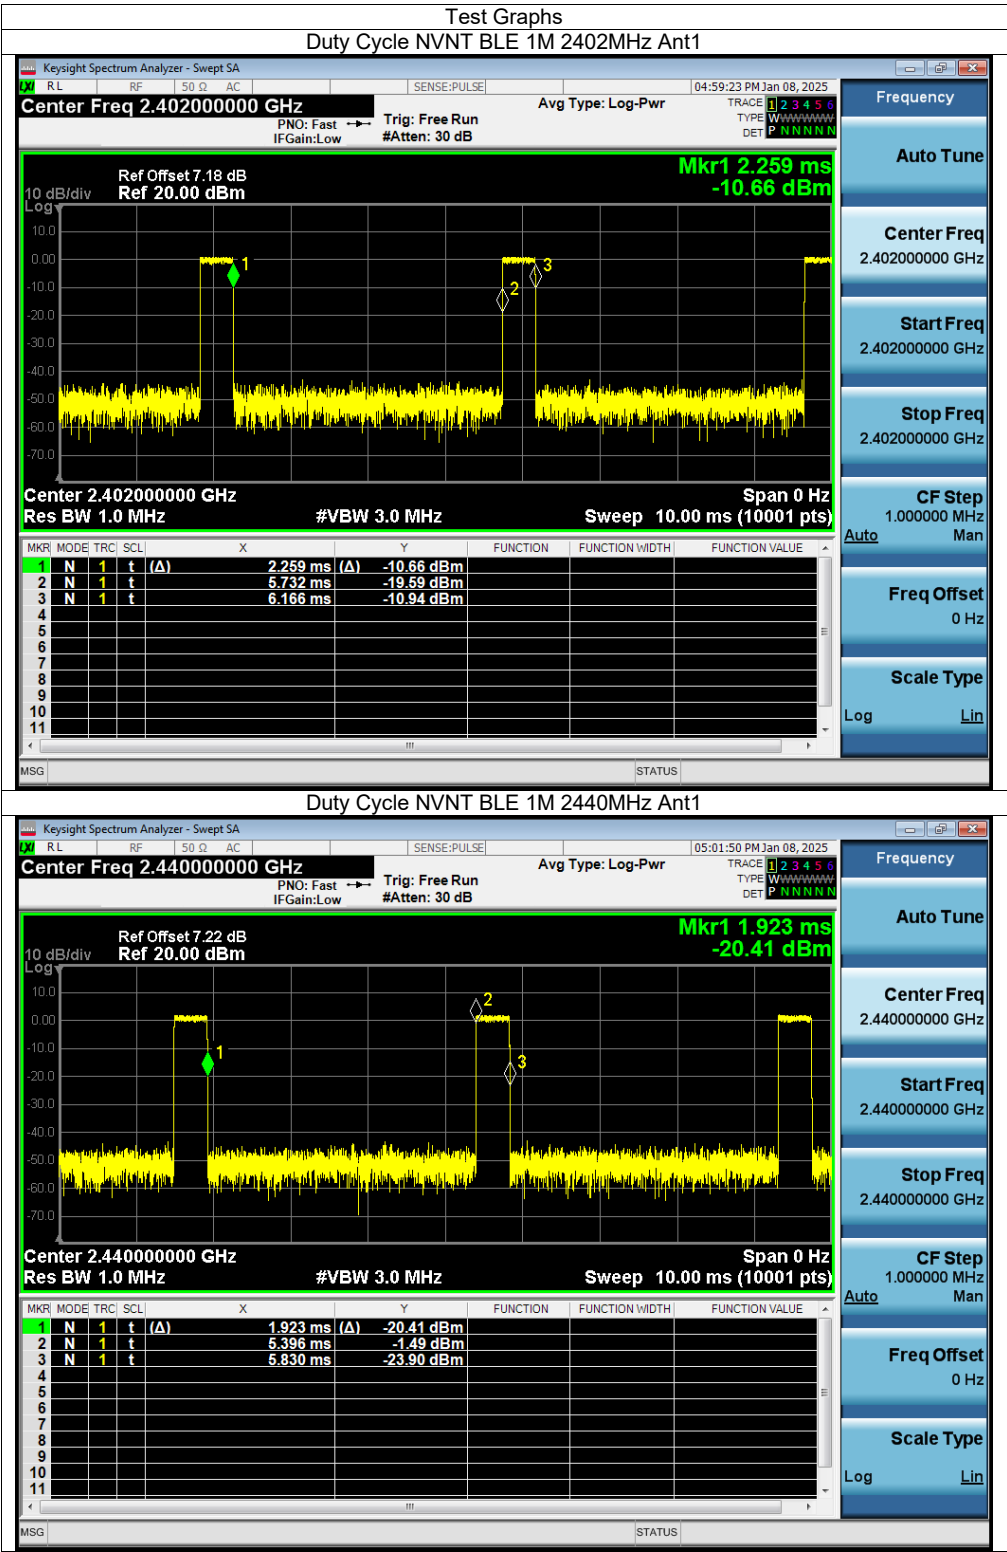 Test Graphs
Duty Cycle NVNT BLE 1M 2402MHz Ant1
Keysight Spectrum Analyzer - Swept SA
LXI RL RF 50 Ω AC SENSE:PULSE 04:59:23 PM Jan 08, 2025
Center Freq 2.402000000 GHz Avg Type: Log-Pwr TRACE 1 2 3 4 5 6
PNO: Fast Trig: Free Run TYPE WWWWWWW
IFGain:Low #Atten: 30 dB DET P N N N N N
Mkr1 2.259 ms
Ref Offset 7.18 dB
10 dB/div Ref 20.00 dBm -10.66 dBm
Log
10.0
0.00
-10.0
-20.0
-30.0
-40.0
-50.0
-60.0
-70.0
1
2
3
Center 2.402000000 GHz Span 0 Hz
Res BW 1.0 MHz #VBW 3.0 MHz Sweep 10.00 ms (10001 pts)
MKR MODE TRC SCL X Y FUNCTION FUNCTION WIDTH FUNCTION VALUE
1 N 1 t (Δ) 2.259 ms (Δ) -10.66 dBm
2 N 1 t 5.732 ms -19.59 dBm
3 N 1 t 6.166 ms -10.94 dBm
4
5
6
7
8
9
10
11
MSG STATUS
Frequency
Auto Tune
Center Freq
2.402000000 GHz
Start Freq
2.402000000 GHz
Stop Freq
2.402000000 GHz
CF Step
1.000000 MHz
Auto Man
Freq Offset
0 Hz
Scale Type
Log Lin
Duty Cycle NVNT BLE 1M 2440MHz Ant1
Keysight Spectrum Analyzer - Swept SA
LXI RL RF 50 Ω AC SENSE:PULSE 05:01:50 PM Jan 08, 2025
Center Freq 2.440000000 GHz Avg Type: Log-Pwr TRACE 1 2 3 4 5 6
PNO: Fast Trig: Free Run TYPE WWWWWWW
IFGain:Low #Atten: 30 dB DET P N N N N N
Mkr1 1.923 ms
Ref Offset 7.22 dB
10 dB/div Ref 20.00 dBm -20.41 dBm
Log
10.0
0.00
-10.0
-20.0
-30.0
-40.0
-50.0
-60.0
-70.0
1
2
3
Center 2.440000000 GHz Span 0 Hz
Res BW 1.0 MHz #VBW 3.0 MHz Sweep 10.00 ms (10001 pts)
MKR MODE TRC SCL X Y FUNCTION FUNCTION WIDTH FUNCTION VALUE
1 N 1 t (Δ) 1.923 ms (Δ) -20.41 dBm
2 N 1 t 5.396 ms -1.49 dBm
3 N 1 t 5.830 ms -23.90 dBm
4
5
6
7
8
9
10
11
MSG STATUS
Frequency
Auto Tune
Center Freq
2.440000000 GHz
Start Freq
2.440000000 GHz
Stop Freq
2.440000000 GHz
CF Step
1.000000 MHz
Auto Man
Freq Offset
0 Hz
Scale Type
Log Lin